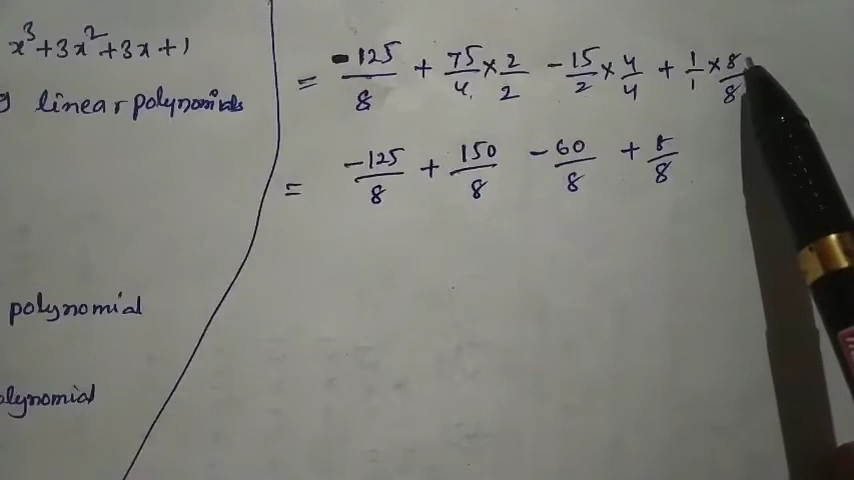 x³+3x²+3x+1
linear polynomials
polynomial
= -125/8 + 75/4 × 2/2 - 15/2 × 4/4 + 1/1 × 8/8
= -125/8 + 150/8 - 60/8 + 8/8